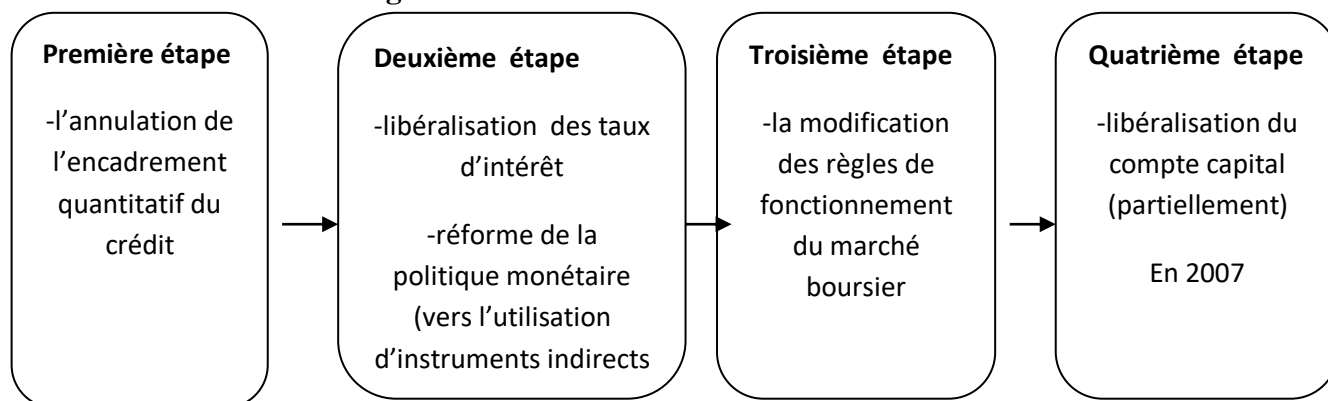 Première étape
-l’annulation de
l’encadrement
quantitatif du
crédit
Deuxième étape
-libéralisation des taux
d’intérêt
-réforme de la
politique monétaire
(vers l’utilisation
d’instruments indirects
Troisième étape
-la modification
des règles de
fonctionnement
du marché
boursier
Quatrième étape
-libéralisation du
compte capital
(partiellement)
En 2007